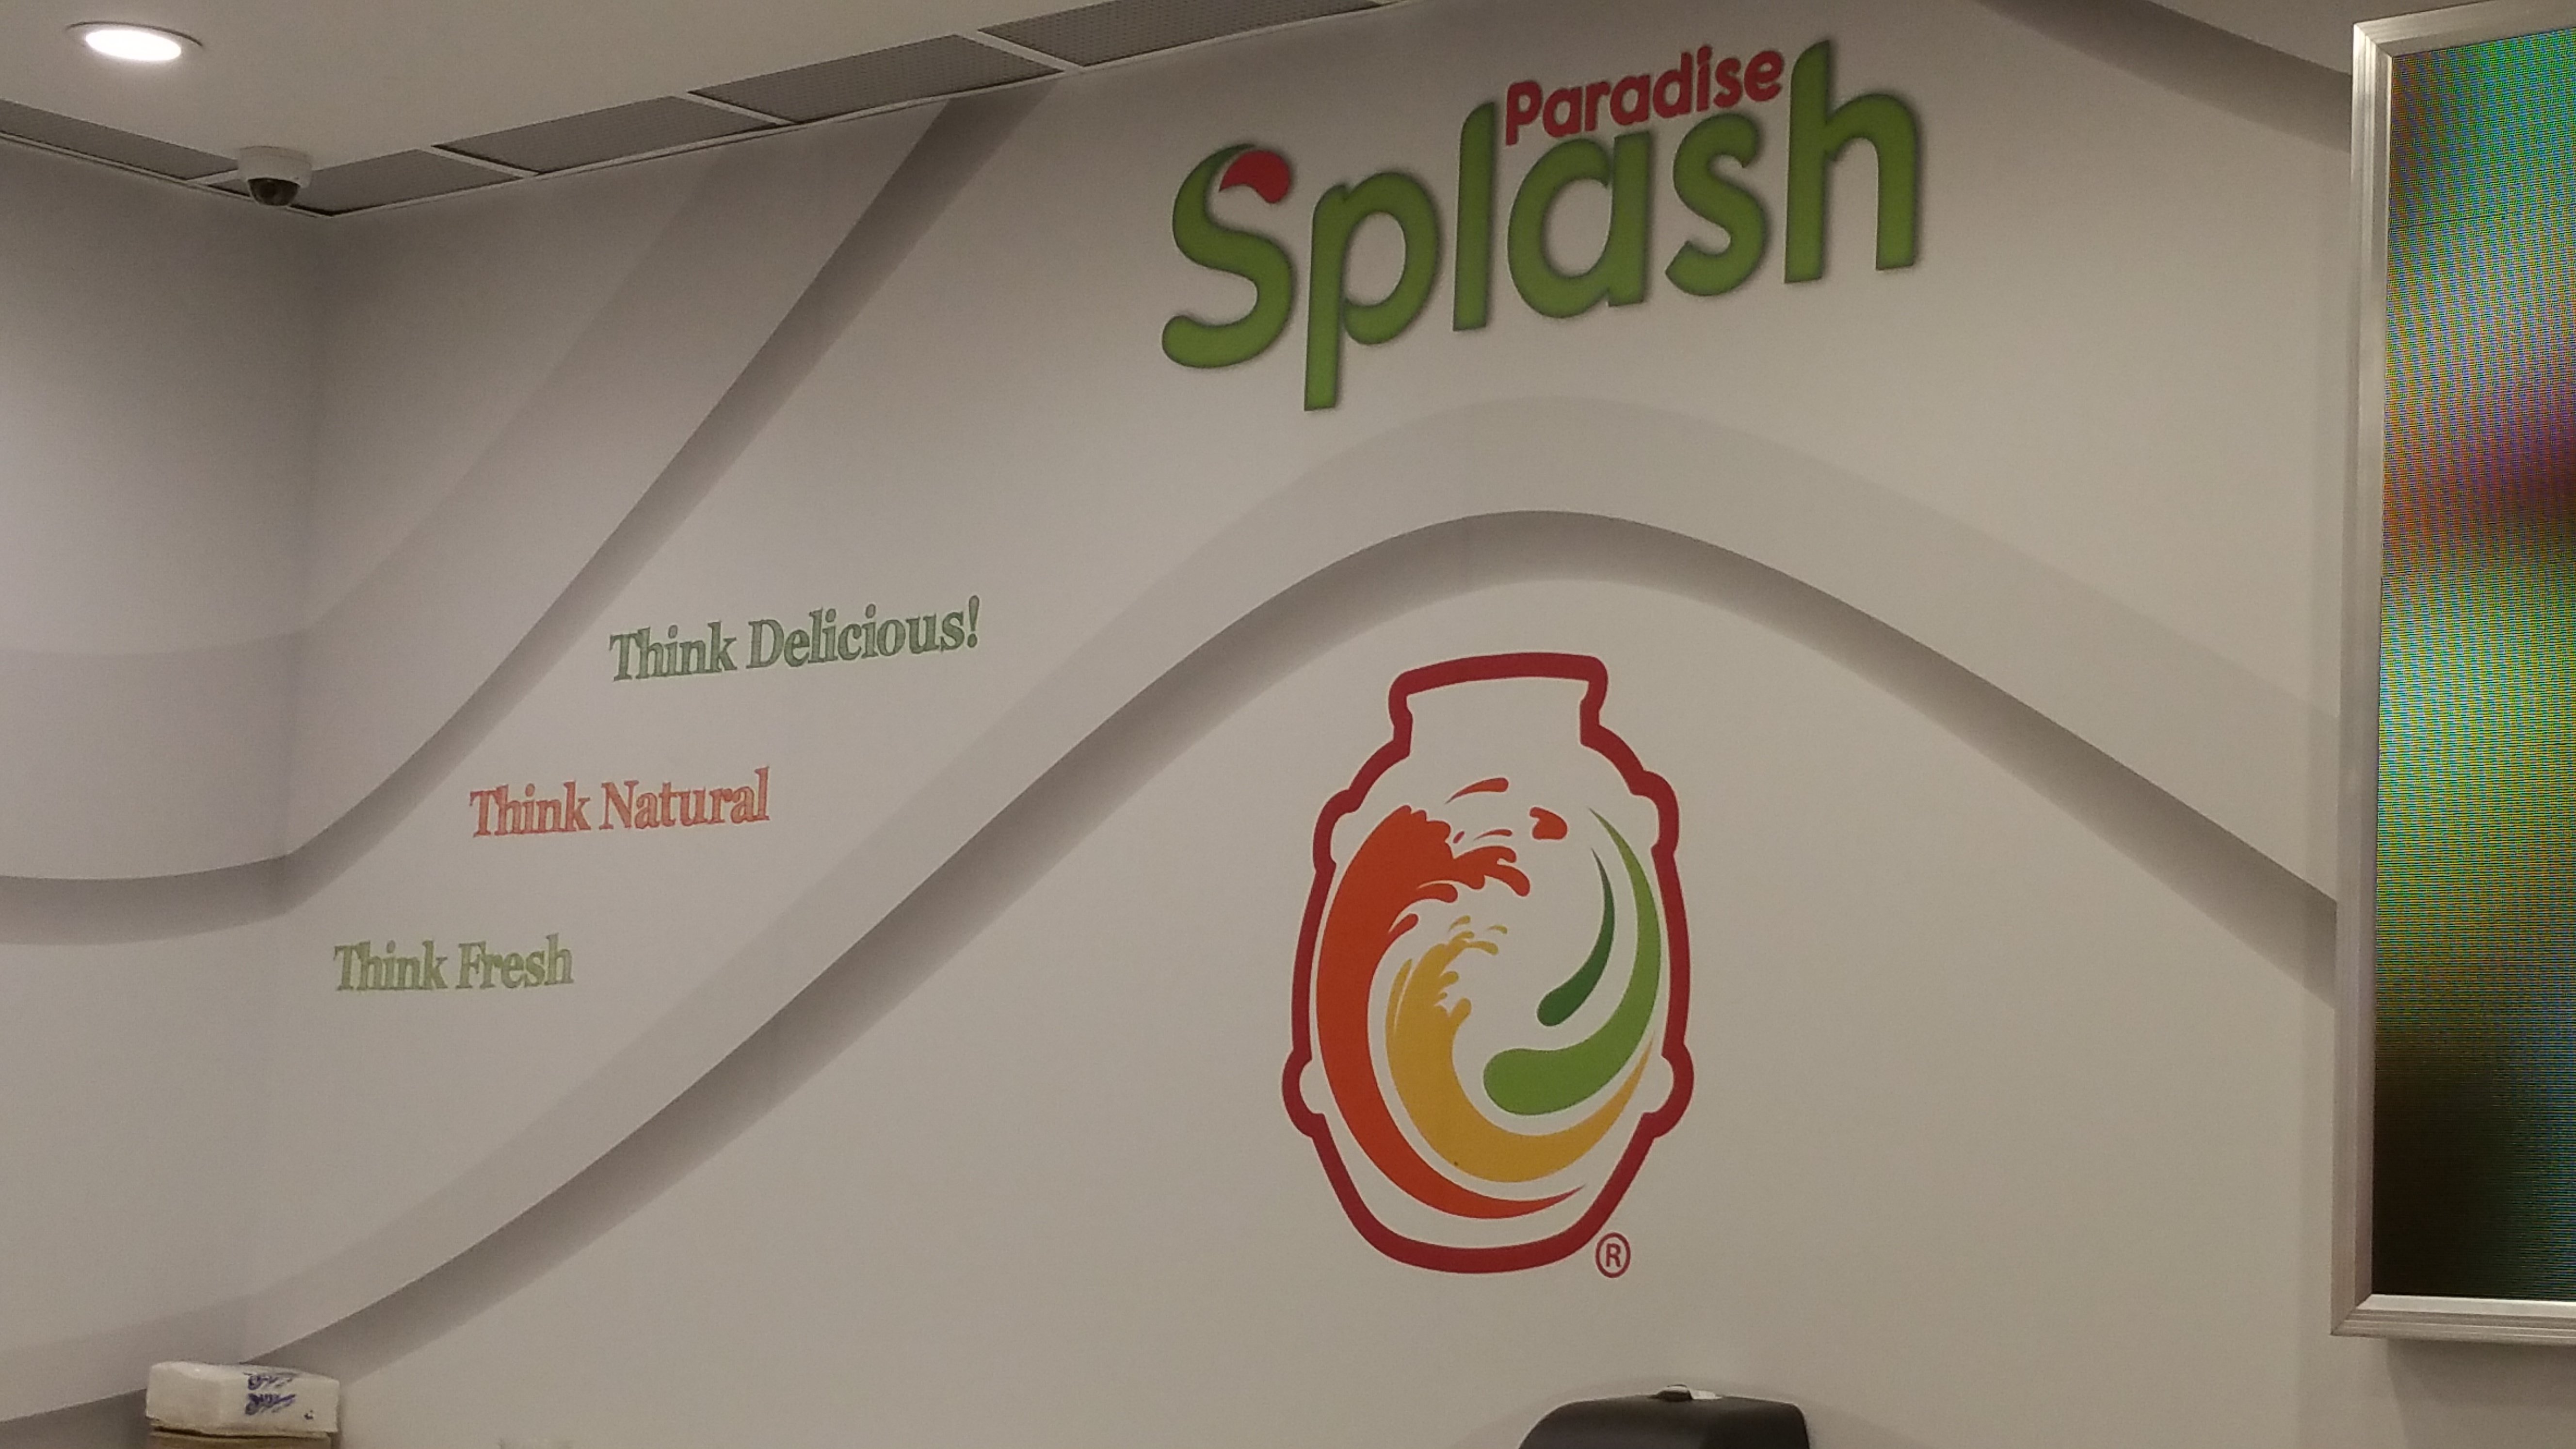 Paradise
Splash
Think Delicious!
Think Natural
Think Fresh
®